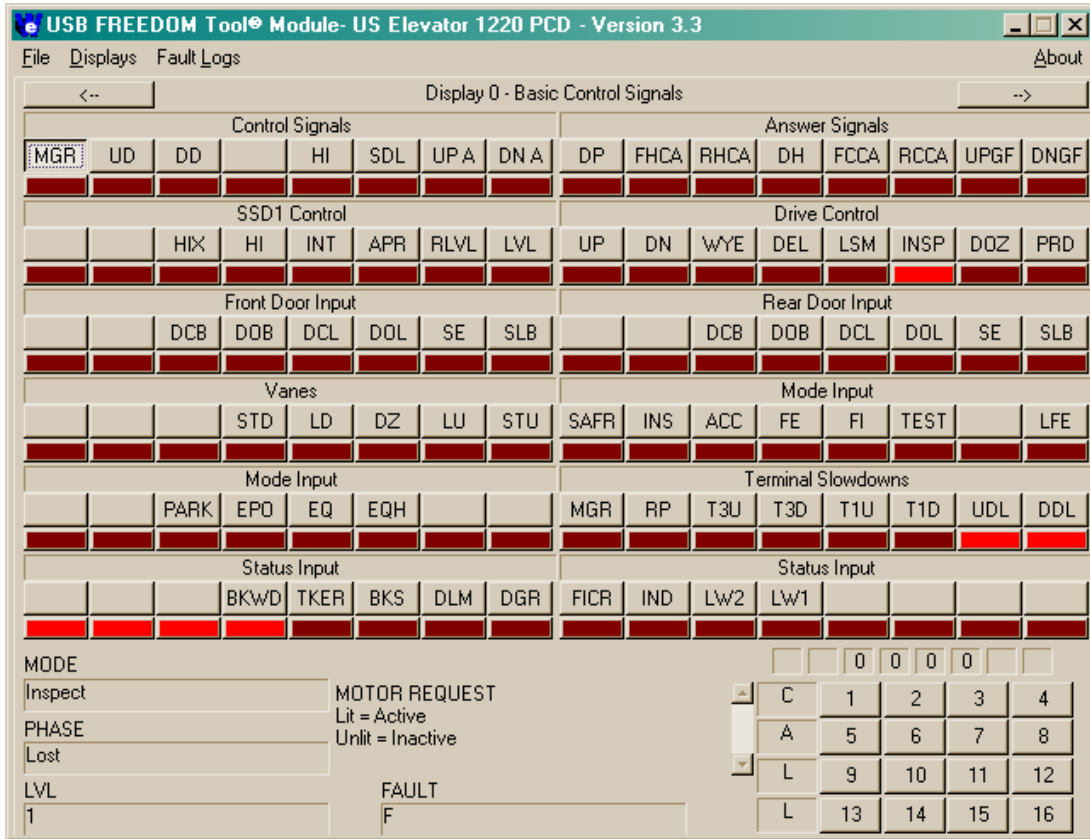 USB FREEDOM Tool® Module- US Elevator 1220 PCD - Version 3.3
File Displays Fault Logs About
<-- Display 0 - Basic Control Signals -->
Control Signals Answer Signals
MGR UD DD HI SDL UP A DN A DP FHCA RHCA DH FCCA RCCA UPGF DNGF
SSD1 Control Drive Control
HIX HI INT APR RLVL LVL UP DN WYE DEL LSM INSP DOZ PRD
Front Door Input Rear Door Input
DCB DOB DCL DOL SE SLB DCB DOB DCL DOL SE SLB
Vanes Mode Input
STD LD DZ LU STU SAFR INS ACC FE FI TEST LFE
Mode Input Terminal Slowdowns
PARK EPO EQ EQH MGR RP T3U T3D T1U T1D UDL DDL
Status Input Status Input
BKWD TKER BKS DLM DGR FICR IND LW2 LW1
MODE 0 0 0 0
Inspect MOTOR REQUEST C 1 2 3 4
Lit = Active
PHASE Unlit = Inactive A 5 6 7 8
Lost
L 9 10 11 12
LVL FAULT
1 F L 13 14 15 16